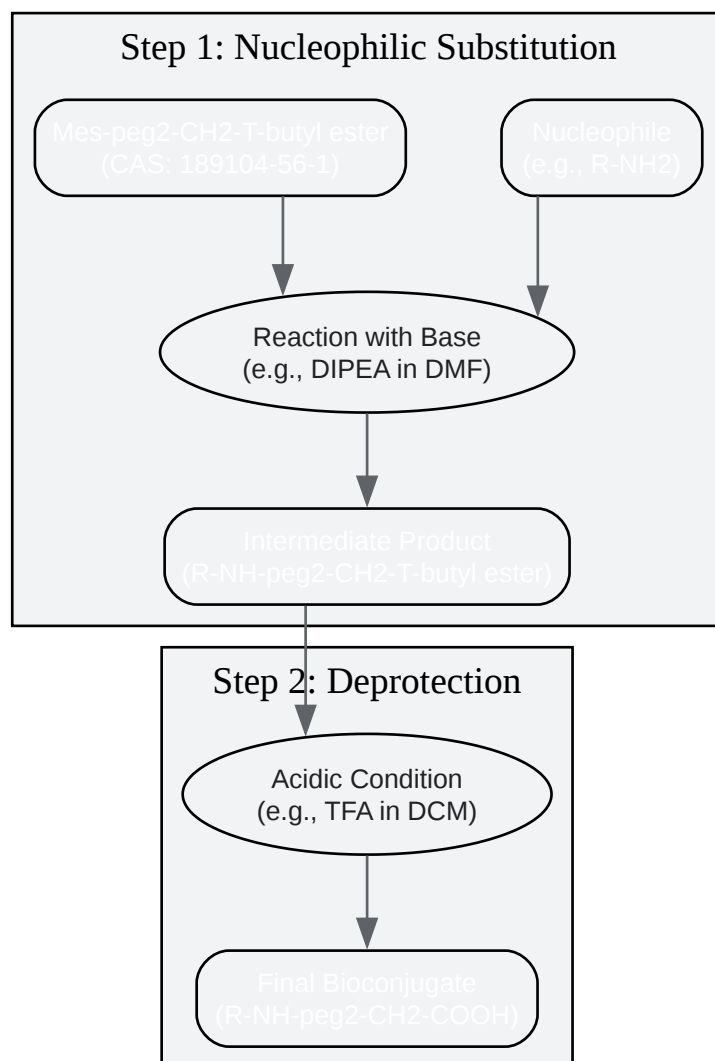 Step 1: Nucleophilic Substitution
Mes-peg2-CH2-T-butyl ester
(CAS: 189104-56-1)
Nucleophile
(e.g., R-NH2)
Reaction with Base
(e.g., DIPEA in DMF)
Intermediate Product
(R-NH-peg2-CH2-T-butyl ester)
Step 2: Deprotection
Acidic Condition
(e.g., TFA in DCM)
Final Bioconjugate
(R-NH-peg2-CH2-COOH)